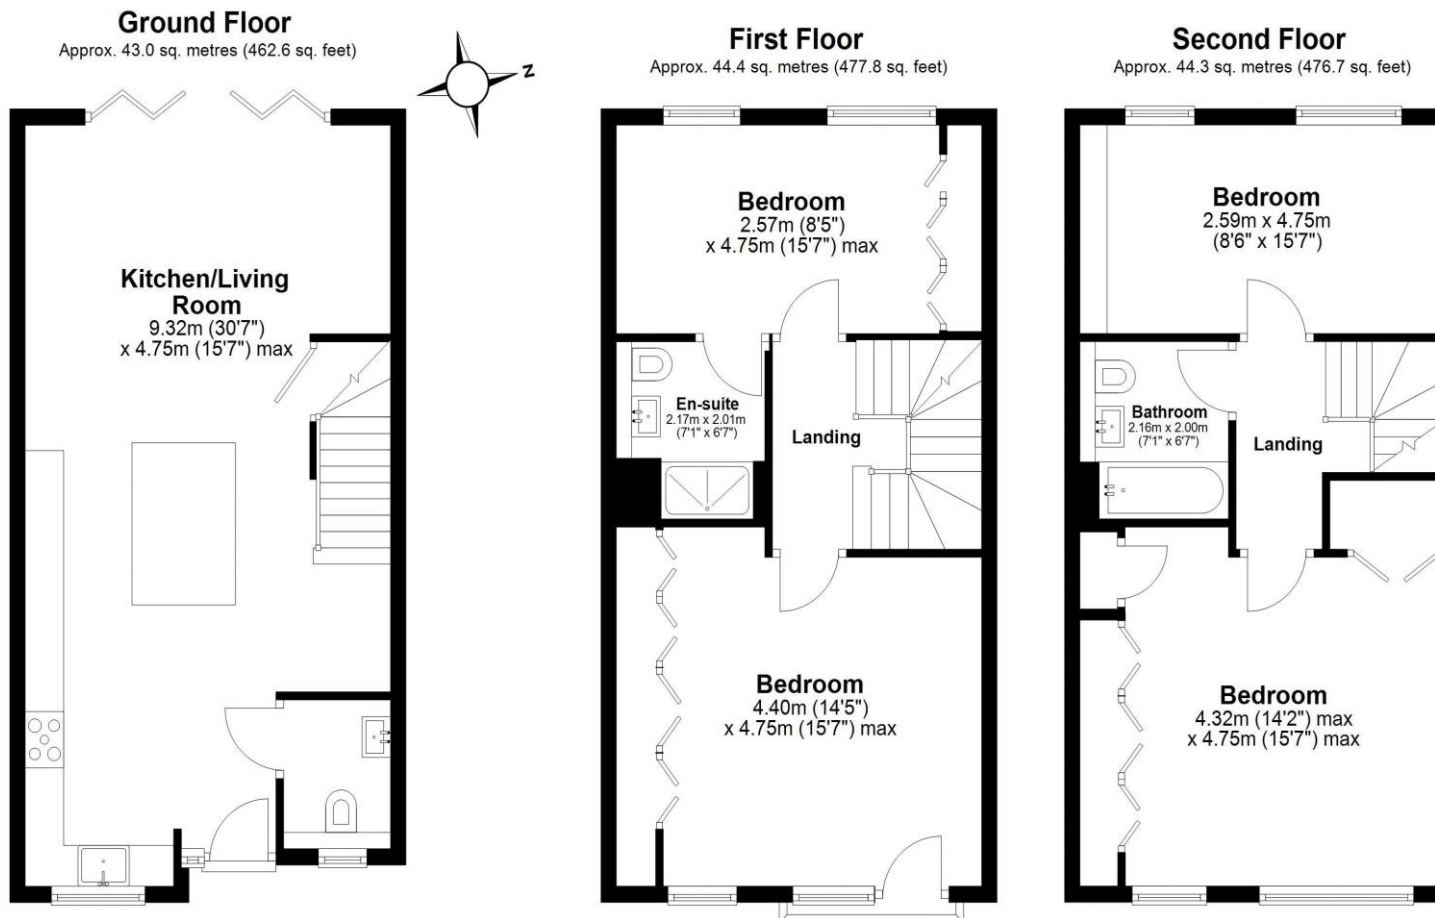 Ground Floor
Approx. 43.0 sq. metres (462.6 sq. feet)
N
Kitchen/Living
Room
9.32m (30'7")
x 4.75m (15'7") max
First Floor
Approx. 44.4 sq. metres (477.8 sq. feet)
Bedroom
2.57m (8'5")
x 4.75m (15'7") max
En-suite
2.17m x 2.01m
(7'1" x 6'7")
Landing
Bedroom
4.40m (14'5")
x 4.75m (15'7") max
Second Floor
Approx. 44.3 sq. metres (476.7 sq. feet)
Bedroom
2.59m x 4.75m
(8'6" x 15'7")
Bathroom
2.16m x 2.00m
(7'1" x 6'7")
Landing
Bedroom
4.32m (14'2") max
x 4.75m (15'7") max